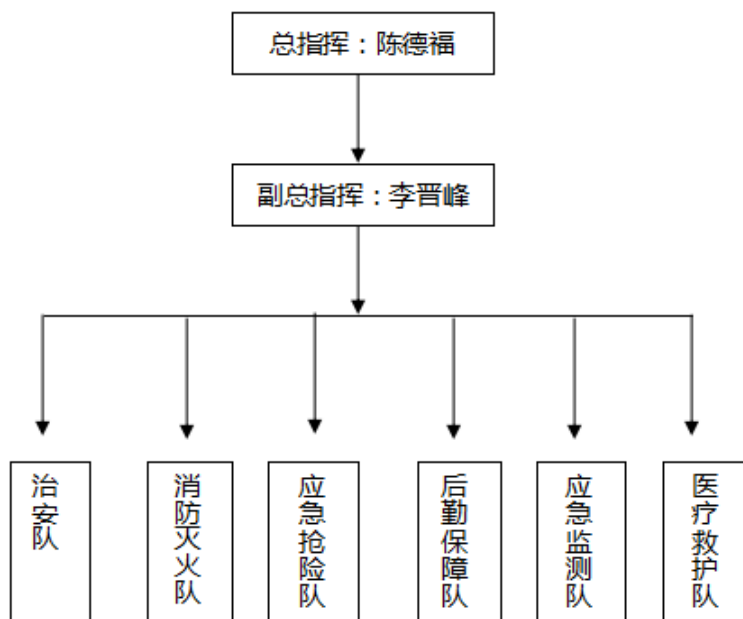 总指挥：陈德福
副总指挥：李晋峰
治安队
消防灭火队
应急抢险队
后勤保障队
应急监测队
医疗救护队